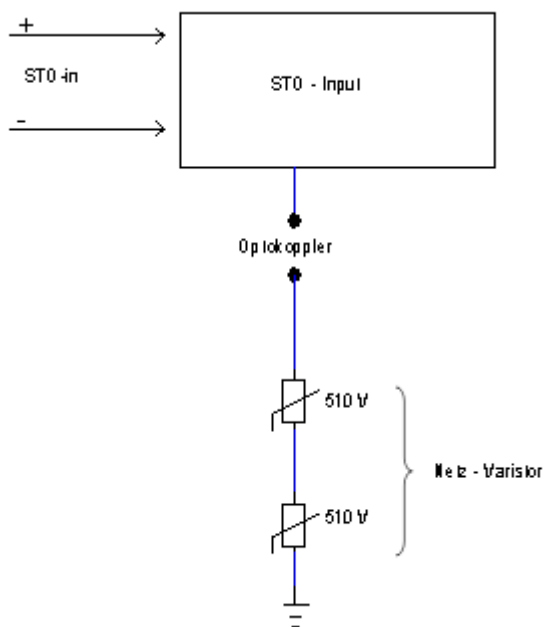 +
STO -in
-
STO - Input
Optokoppler
510 V
510 V
Netz - Varistor